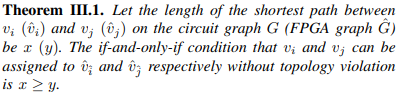 Theorem III.1. Let the length of the shortest path between
vᵢ (v̂ᵢ) and vⱼ (v̂ⱼ) on the circuit graph G (FPGA graph Ĝ)
be x (y). The if-and-only-if condition that vᵢ and vⱼ can be
assigned to v̂ᵢ and v̂ⱼ respectively without topology violation
is x ≥ y.